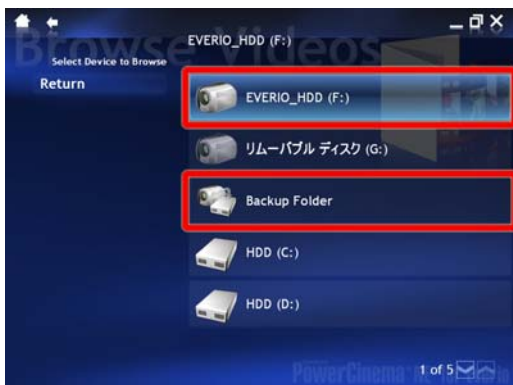 Browse Videos
EVERIO_HDD (F:)
Select Device to Browse
Return
EVERIO_HDD (F:)
リムーバブル ディスク (G:)
Backup Folder
HDD (C:)
HDD (D:)
PowerCinema
1 of 5